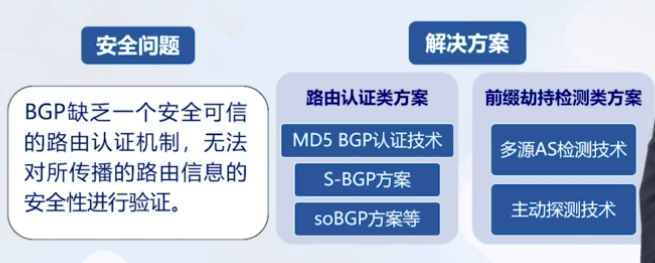 安全问题
BGP缺乏一个安全可信
的路由认证机制，无法
对所传播的路由信息的
安全性进行验证。
解决方案
路由认证类方案
MD5 BGP认证技术
S-BGP方案
soBGP方案等
前缀劫持检测类方案
多源AS检测技术
主动探测技术